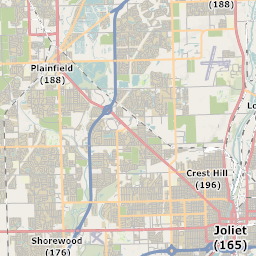 (188)
Plainfield
(188)
Lo
Crest Hill
(196)
Joliet
(165)
Shorewood
(176)